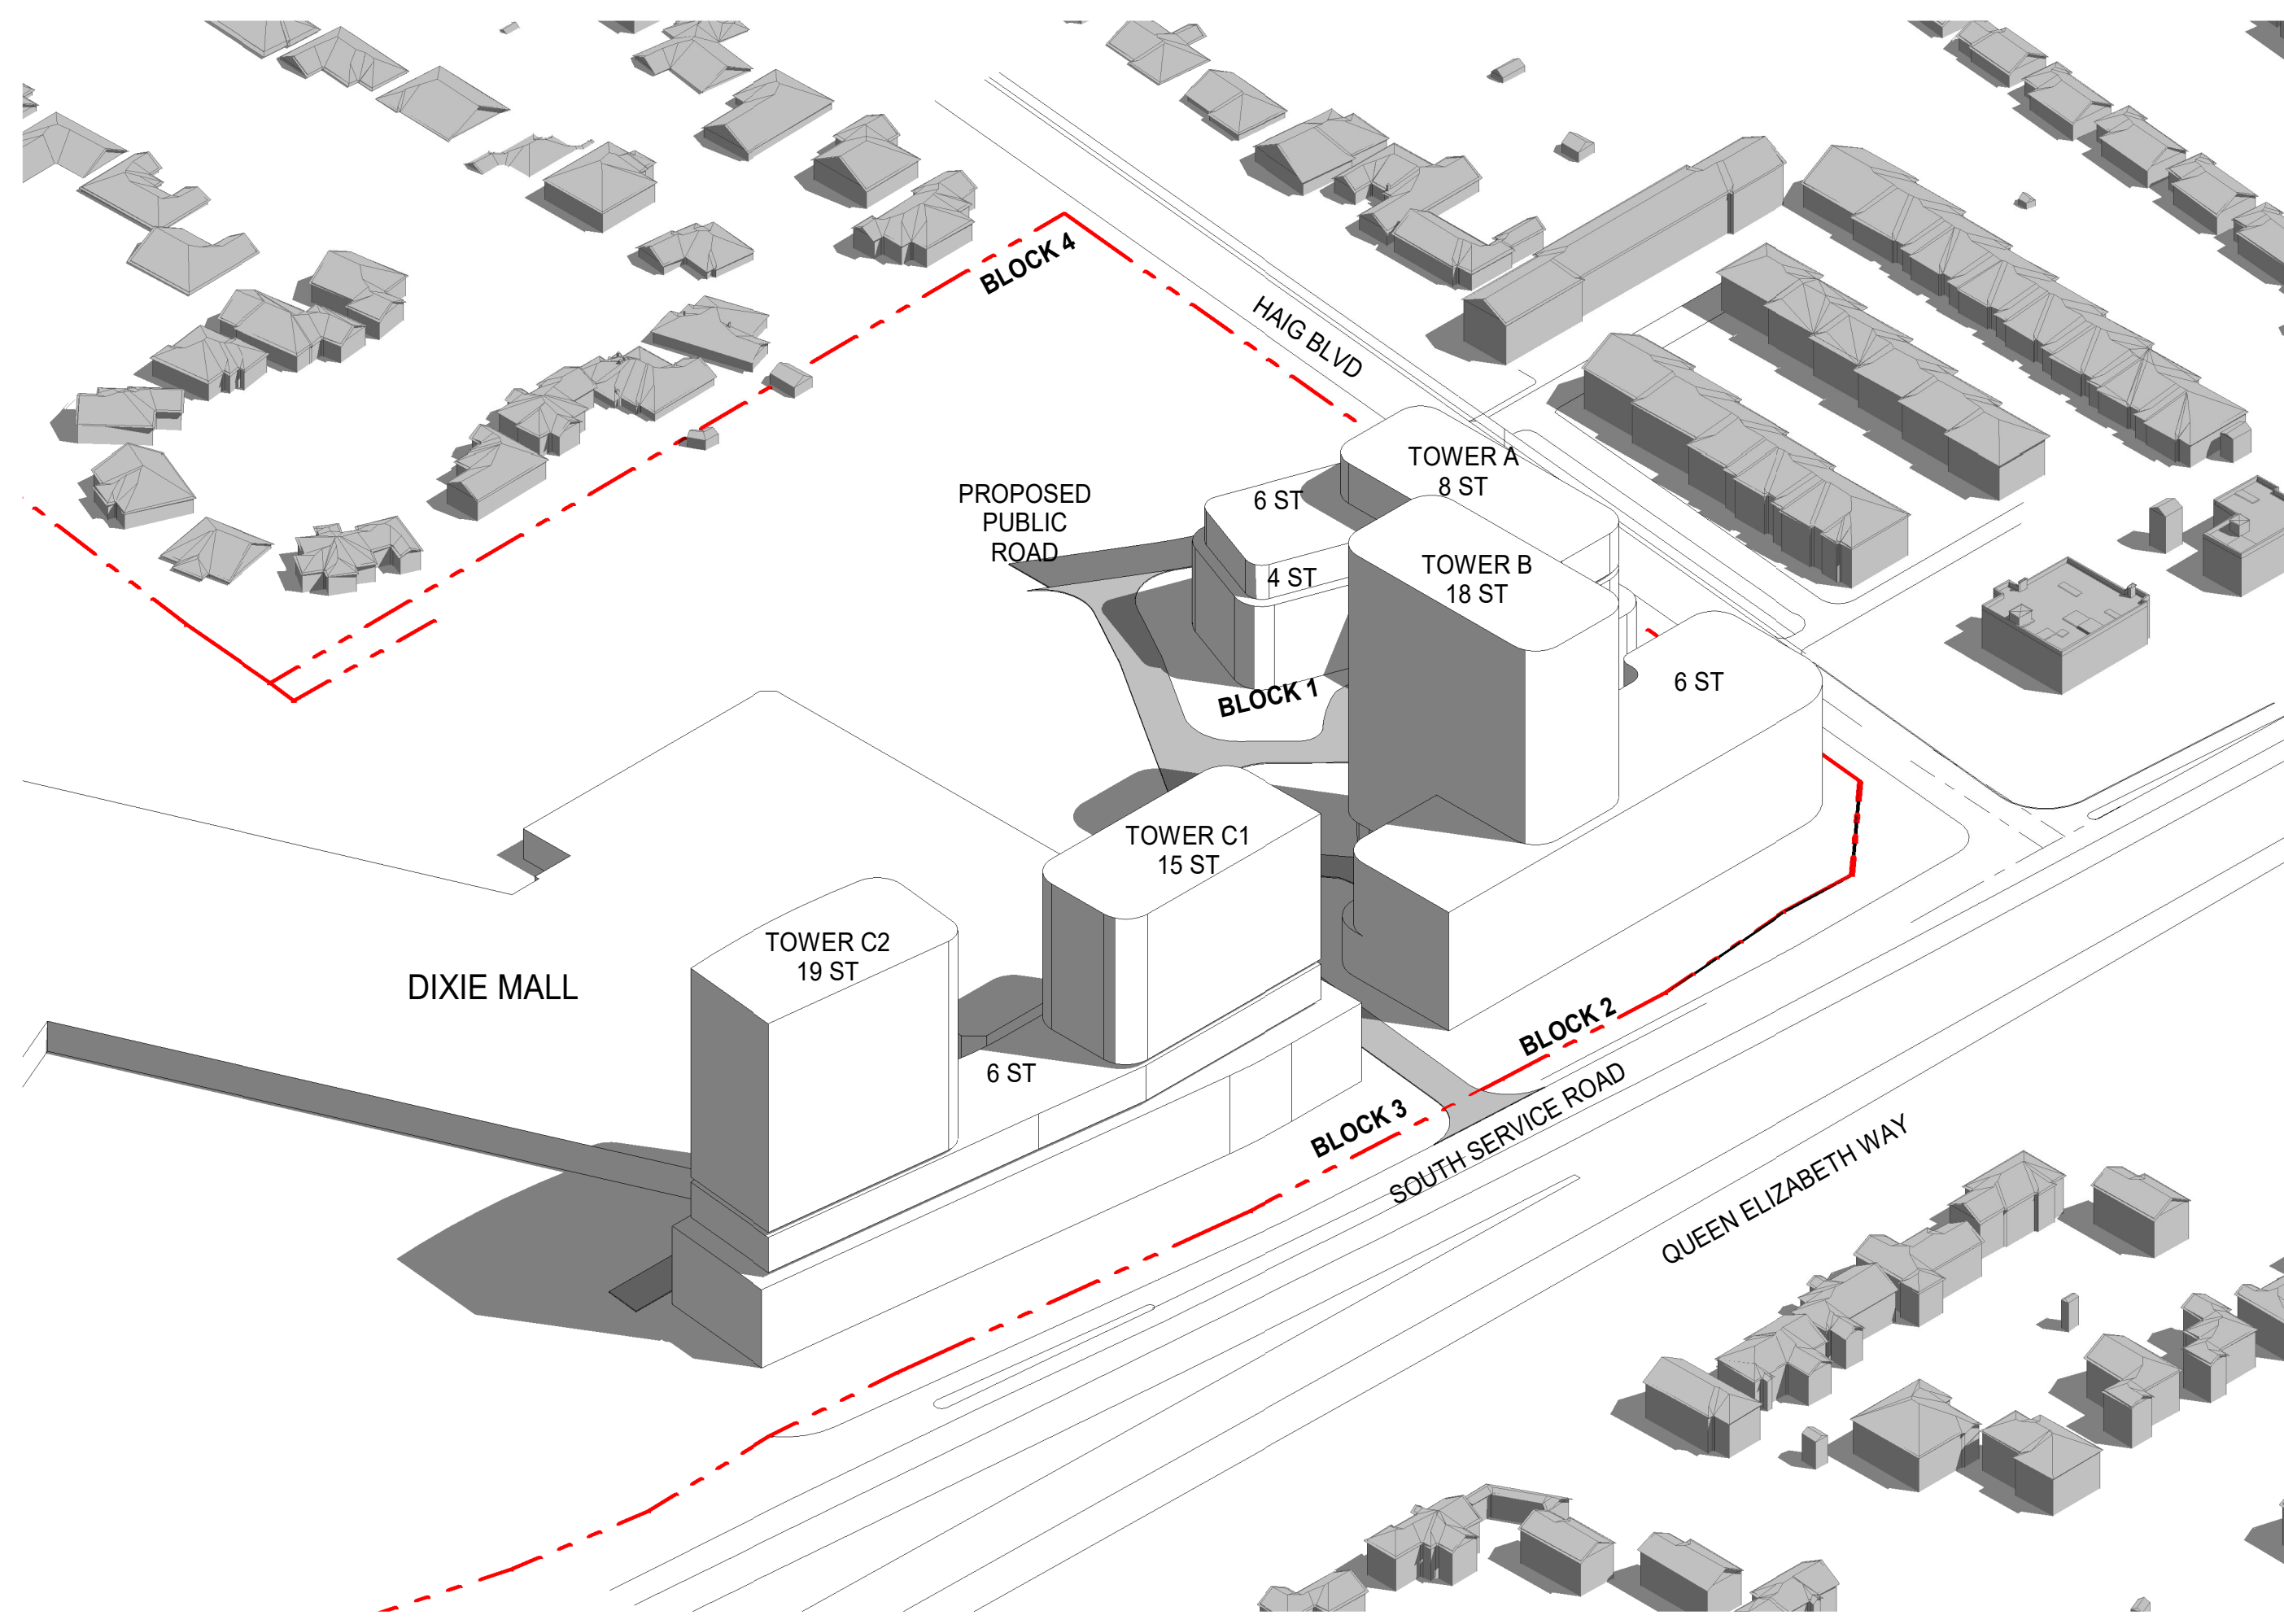 BLOCK 4
HAIG BLVD
TOWER A
8 ST
PROPOSED
PUBLIC
ROAD
6 ST
4 ST
TOWER B
18 ST
6 ST
BLOCK 1
TOWER C1
15 ST
TOWER C2
19 ST
DIXIE MALL
6 ST
BLOCK 2
BLOCK 3
SOUTH SERVICE ROAD
QUEEN ELIZABETH WAY